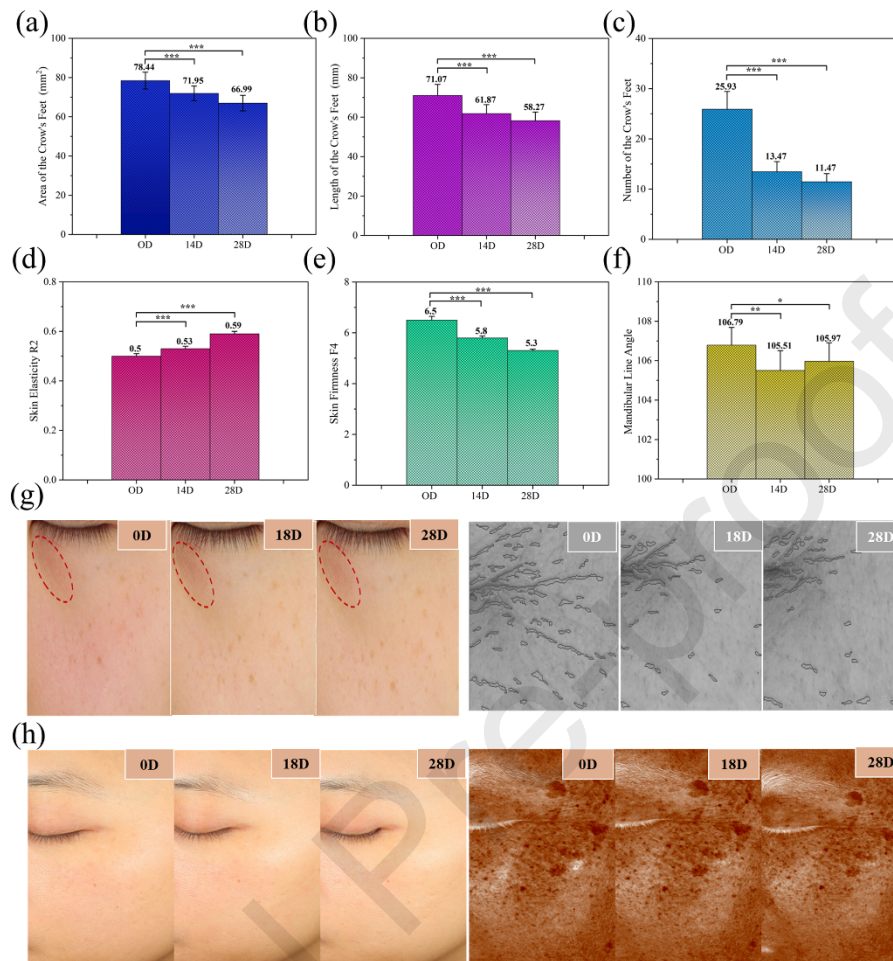 (a)
Area of the Crow's Feet (mm²)
100
80
60
40
20
0
***
***
78.44
71.95
66.99
OD
14D
28D
(b)
Length of the Crow's Feet (mm)
100
80
60
40
20
0
***
***
71.07
61.87
58.27
OD
14D
28D
(c)
Number of the Crow's Feet
40
30
20
10
0
***
***
25.93
13.47
11.47
OD
14D
28D
(d)
Skin Elasticity R2
0.8
0.6
0.4
0.2
0.0
***
***
0.5
0.53
0.59
OD
14D
28D
(e)
Skin Firmness F4
8
6
4
2
0
***
***
6.5
5.8
5.3
OD
14D
28D
(f)
Mandibular Line Angle
110
108
106
104
102
100
*
**
106.79
105.51
105.97
OD
14D
28D
(g)
0D
18D
28D
0D
18D
28D
(h)
0D
18D
28D
0D
18D
28D
l Pre-proof